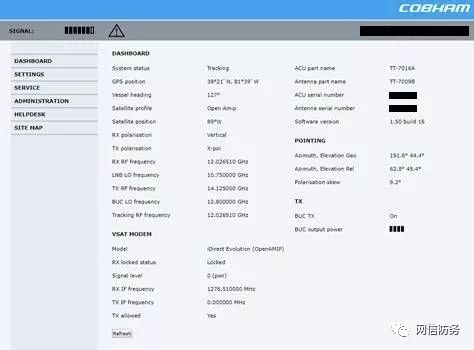 COBHAM
SIGNAL:
DASHBOARD
SETTINGS
SERVICE
ADMINISTRATION
HELPDESK
SITE MAP
DASHBOARD
System status Tracking
GPS position 38°21' N, 81°39' W
Vessel heading 127°
Satellite profile Open Amip
Satellite position 89°W
RX polarisation Vertical
TX polarisation X-pol
RX RF frequency 12.026510 GHz
LNB LO frequency 10.750000 GHz
TX RF frequency 14.125000 GHz
BUC LO frequency 12.800000 GHz
Tracking RF frequency 12.026510 GHz
VSAT MODEM
Model iDirect Evolution (OpenAMIP)
RX locked status Locked
Signal level 0 (pwr)
RX IF frequency 1276.510000 MHz
TX IF frequency 0.000000 MHz
TX allowed Yes
Refresh
ACU part name TT-7016A
Antenna part name TT-7009B
ACU serial number
Antenna serial number
Software version 1.50 build 16
POINTING
Azimuth, Elevation Geo 191.6° 44.4°
Azimuth, Elevation Rel 62.8° 45.4°
Polarisation skew 9.2°
TX
BUC TX On
BUC output power
网信防务